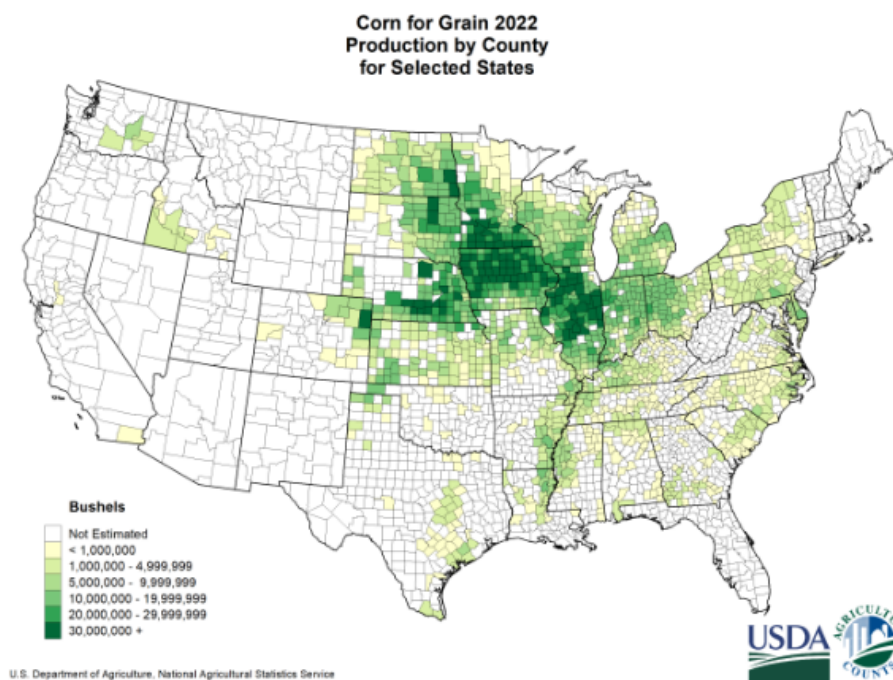 Corn for Grain 2022
Production by County
for Selected States
Bushels
Not Estimated
< 1,000,000
1,000,000 - 4,999,999
5,000,000 - 9,999,999
10,000,000 - 19,999,999
20,000,000 - 29,999,999
30,000,000 +
USDA
AGRICULTURE
COUNTS
U.S. Department of Agriculture, National Agricultural Statistics Service